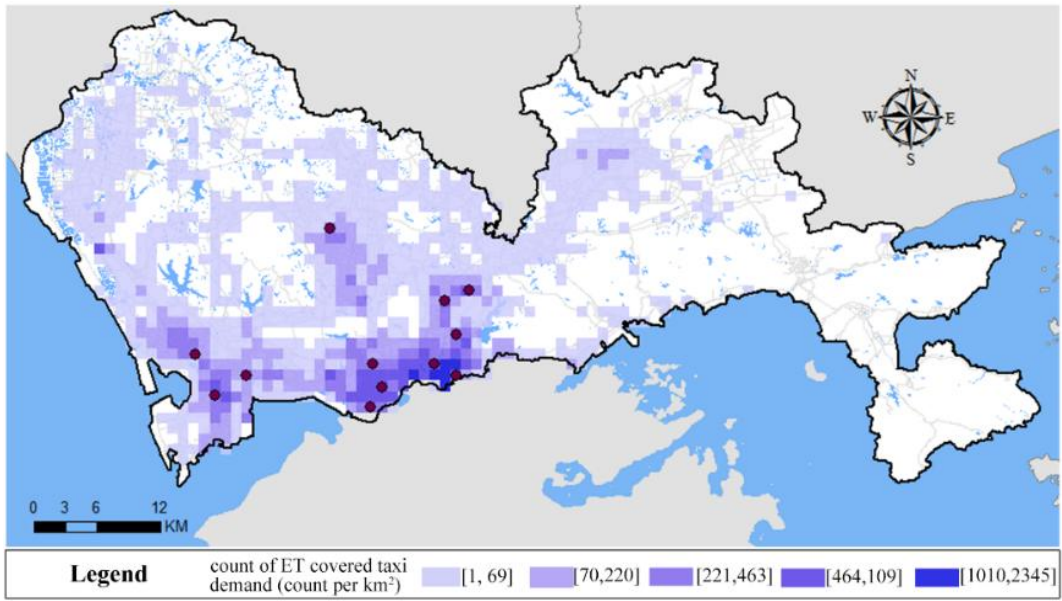 N
W E
S
0 3 6 12
KM
Legend
count of ET covered taxi
demand (count per km²)
[1, 69]
[70,220]
[221,463]
[464,109]
[1010,2345]